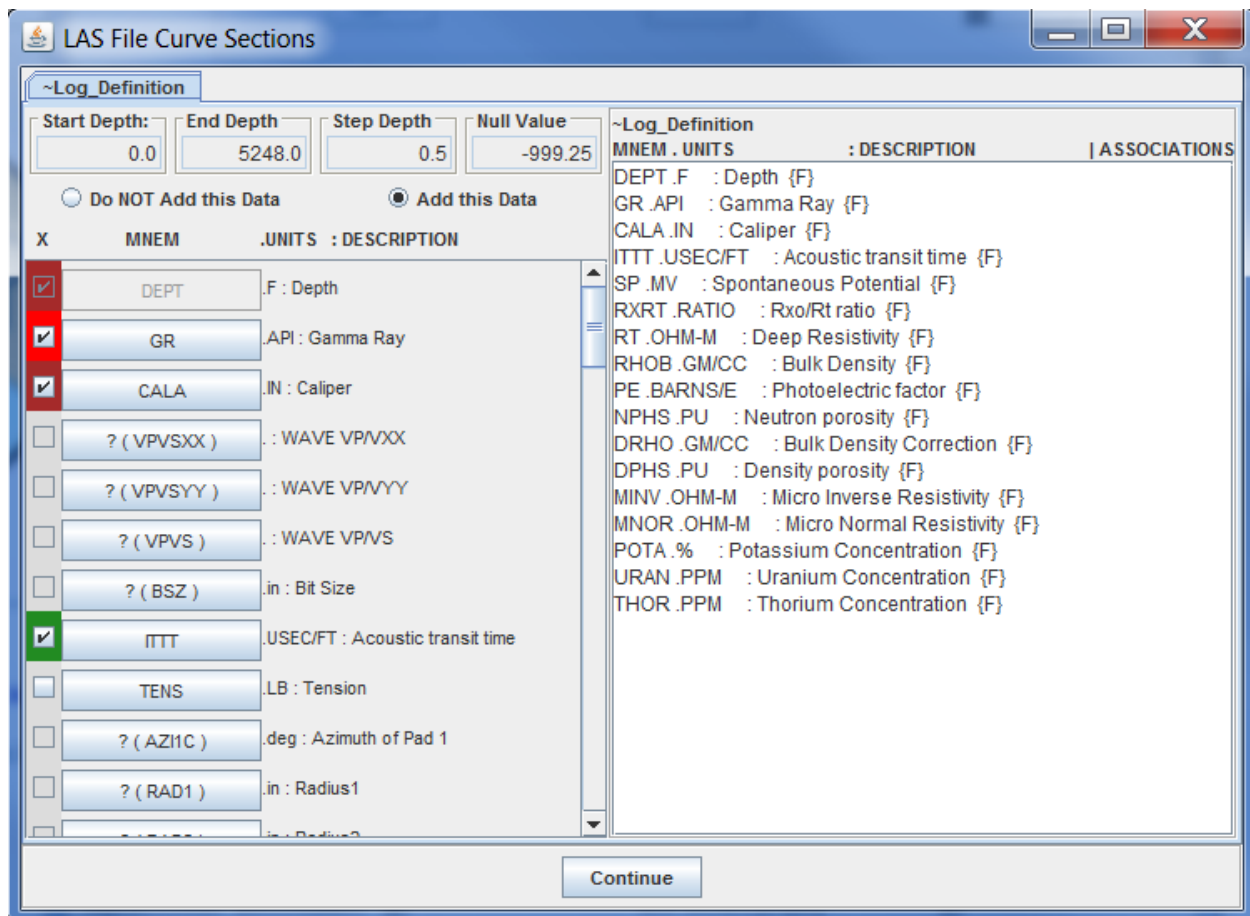 LAS File Curve Sections
~Log_Definition
Start Depth: End Depth Step Depth Null Value
0.0 5248.0 0.5 -999.25
Do NOT Add this Data Add this Data
X MNEM .UNITS : DESCRIPTION
DEPT .F : Depth
GR .API : Gamma Ray
CALA .IN : Caliper
? ( VPVSXX ) . : WAVE VP/VXX
? ( VPVSYY ) . : WAVE VP/VYY
? ( VPVS ) . : WAVE VP/VS
? ( BSZ ) .in : Bit Size
ITTT .USEC/FT : Acoustic transit time
TENS .LB : Tension
? ( AZI1C ) .deg : Azimuth of Pad 1
? ( RAD1 ) .in : Radius1
~Log_Definition
MNEM . UNITS : DESCRIPTION | ASSOCIATIONS
DEPT .F : Depth {F}
GR .API : Gamma Ray {F}
CALA .IN : Caliper {F}
ITTT .USEC/FT : Acoustic transit time {F}
SP .MV : Spontaneous Potential {F}
RXRT .RATIO : Rxo/Rt ratio {F}
RT .OHM-M : Deep Resistivity {F}
RHOB .GM/CC : Bulk Density {F}
PE .BARNS/E : Photoelectric factor {F}
NPHS .PU : Neutron porosity {F}
DRHO .GM/CC : Bulk Density Correction {F}
DPHS .PU : Density porosity {F}
MINV .OHM-M : Micro Inverse Resistivity {F}
MNOR .OHM-M : Micro Normal Resistivity {F}
POTA .% : Potassium Concentration {F}
URAN .PPM : Uranium Concentration {F}
THOR .PPM : Thorium Concentration {F}
Continue